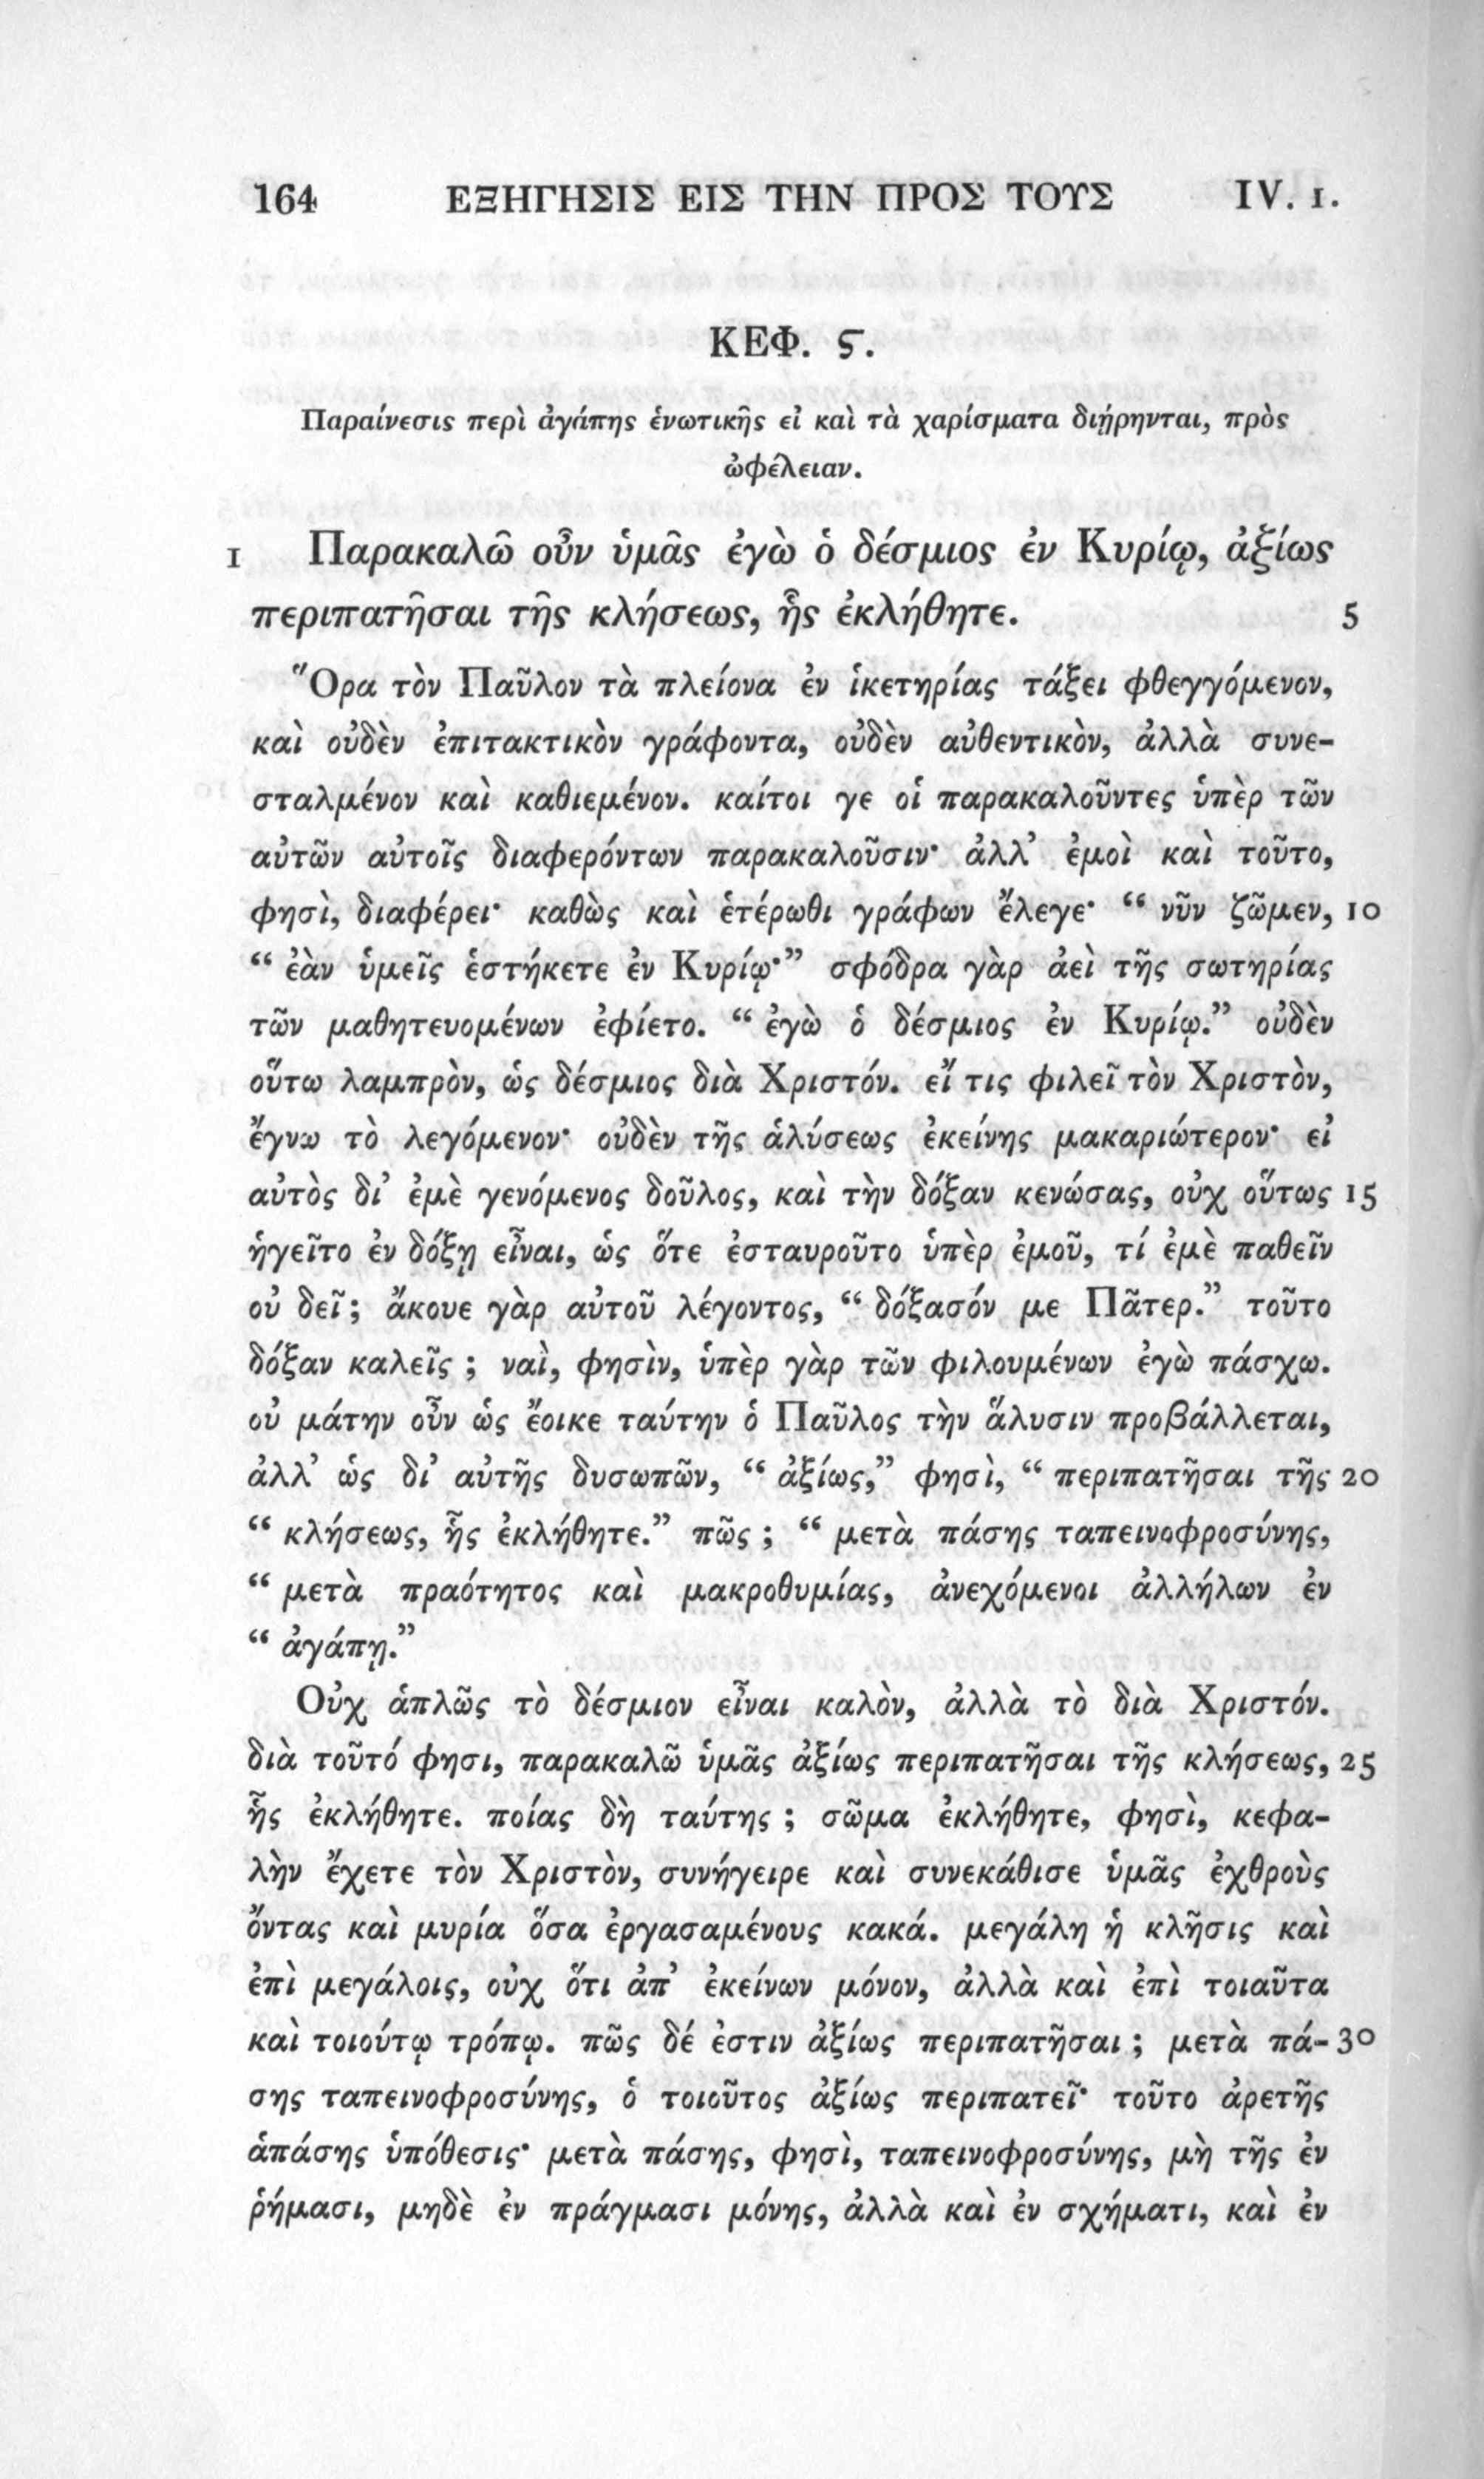 164 ΕΞΗΓΗΣΙΣ ΕΙΣ ΤΗΝ ΠΡΟΣ ΤΟΥΣ IV. 1.
ΚΕΦ. ϛ.
Παραίνεσις περὶ ἀγάπης ἑνωτικῆς εἰ καὶ τὰ χαρίσματα διῄρηνται, πρὸς
ὠφέλειαν.
1 Παρακαλῶ οὖν ὑμᾶς ἐγὼ ὁ δέσμιος ἐν Κυρίῳ, ἀξίως
περιπατῆσαι τῆς κλήσεως, ἧς ἐκλήθητε. 5
Ὅρα τὸν Παῦλον τὰ πλείονα ἐν ἱκετηρίας τάξει φθεγγόμενον,
καὶ οὐδὲν ἐπιτακτικὸν γράφοντα, οὐδὲν αὐθεντικὸν, ἀλλὰ συνε-
σταλμένον καὶ καθιεμένον. καίτοι γε οἱ παρακαλοῦντες ὑπὲρ τῶν
αὐτῶν αὐτοῖς διαφερόντων παρακαλοῦσιν· ἀλλ’ ἐμοὶ καὶ τοῦτο,
φησὶ, διαφέρει· καθὼς καὶ ἑτέρωθι γράφων ἔλεγε· “ νῦν ζῶμεν, 10
“ ἐὰν ὑμεῖς ἑστήκετε ἐν Κυρίῳ·” σφόδρα γὰρ ἀεὶ τῆς σωτηρίας
τῶν μαθητευομένων ἐφίετο. “ ἐγὼ ὁ δέσμιος ἐν Κυρίῳ.” οὐδὲν
οὕτω λαμπρὸν, ὡς δέσμιος διὰ Χριστόν. εἴ τις φιλεῖ τὸν Χριστὸν,
ἔγνω τὸ λεγόμενον· οὐδὲν τῆς ἁλύσεως ἐκείνης μακαριώτερον· εἰ
αὐτὸς δι’ ἐμὲ γενόμενος δοῦλος, καὶ τὴν δόξαν κενώσας, οὐχ οὕτως 15
ἡγεῖτο ἐν δόξῃ εἶναι, ὡς ὅτε ἐσταυροῦτο ὑπὲρ ἐμοῦ, τί ἐμὲ παθεῖν
οὐ δεῖ; ἄκουε γὰρ αὐτοῦ λέγοντος, “ δόξασόν με Πᾶτερ.” τοῦτο
δόξαν καλεῖς ; ναὶ, φησὶν, ὑπὲρ γὰρ τῶν φιλουμένων ἐγὼ πάσχω.
οὐ μάτην οὖν ὡς ἔοικε ταύτην ὁ Παῦλος τὴν ἅλυσιν προβάλλεται,
ἀλλ’ ὡς δι’ αὐτῆς δυσωπῶν, “ ἀξίως,” φησὶ, “ περιπατῆσαι τῆς 20
“ κλήσεως, ἧς ἐκλήθητε.” πῶς ; “ μετὰ πάσης ταπεινοφροσύνης,
“ μετὰ πραότητος καὶ μακροθυμίας, ἀνεχόμενοι ἀλλήλων ἐν
“ ἀγάπῃ.”
Οὐχ ἁπλῶς τὸ δέσμιον εἶναι καλὸν, ἀλλὰ τὸ διὰ Χριστόν.
διὰ τοῦτό φησι, παρακαλῶ ὑμᾶς ἀξίως περιπατῆσαι τῆς κλήσεως, 25
ἧς ἐκλήθητε. ποίας δὴ ταύτης ; σῶμα ἐκλήθητε, φησὶ, κεφα-
λὴν ἔχετε τὸν Χριστὸν, συνήγειρε καὶ συνεκάθισε ὑμᾶς ἐχθροὺς
ὄντας καὶ μυρία ὅσα ἐργασαμένους κακά. μεγάλη ἡ κλῆσις καὶ
ἐπὶ μεγάλοις, οὐχ ὅτι ἀπ’ ἐκείνων μόνον, ἀλλὰ καὶ ἐπὶ τοιαῦτα
καὶ τοιούτῳ τρόπῳ. πῶς δέ ἐστιν ἀξίως περιπατῆσαι ; μετὰ πά- 30
σης ταπεινοφροσύνης, ὁ τοιοῦτος ἀξίως περιπατεῖ· τοῦτο ἀρετῆς
ἁπάσης ὑπόθεσις· μετὰ πάσης, φησὶ, ταπεινοφροσύνης, μὴ τῆς ἐν
ῥήμασι, μηδὲ ἐν πράγμασι μόνης, ἀλλὰ καὶ ἐν σχήματι, καὶ ἐν